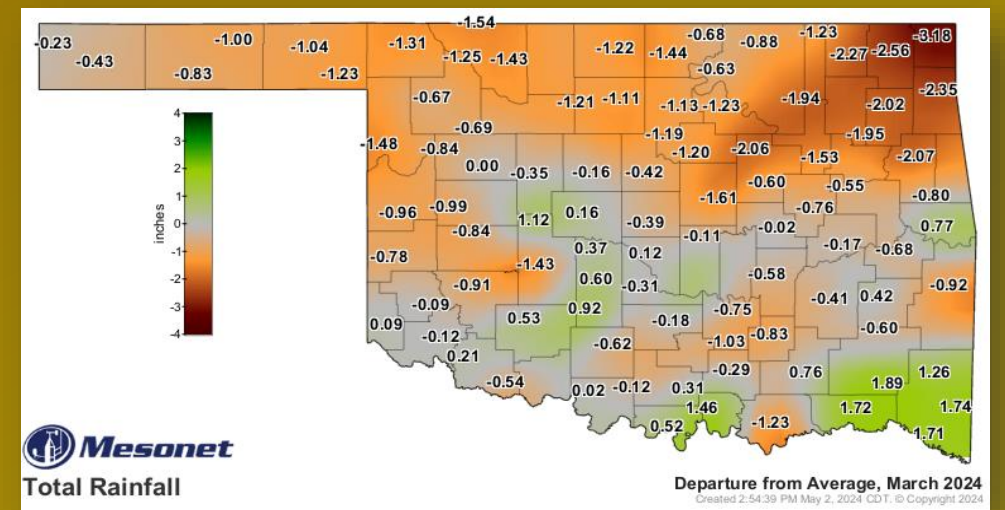 -1.54
-0.23 -1.00 -1.04 -1.31 -1.22 -0.68 -0.88 -1.23 -3.18
-0.43 -1.25 -1.43 -1.44 -2.27 -2.56
-0.83 -1.23 -0.63
-0.67 -1.21 -1.11 -1.13 -1.23 -1.94 -2.02 -2.35
4
3
2
1
0
-1
-2
-3
-4
inches
-0.69 -1.19 -1.95
-1.48 -0.84 -1.20 -2.06 -1.53 -2.07
0.00 -0.35 -0.16 -0.42
-0.60 -0.55 -0.80
-0.96 -0.99 1.12 0.16 -0.39 -1.61 -0.76
-0.84 -0.11 -0.02 0.77
-0.78 -1.43 0.37 0.12 -0.17 -0.68
-0.91 0.60 -0.31 -0.58 -0.92
-0.09 0.92 -0.75 -0.41 0.42
0.09 0.53 -0.18 -0.60
-0.12 -0.62 -1.03 -0.83
0.21 -0.29 0.76 1.26
-0.54 0.02 -0.12 0.31 1.89
0.52 1.46 -1.23 1.72 1.74
1.71
Mesonet
Total Rainfall
Departure from Average, March 2024
Created 2:54:39 PM May 2, 2024 CDT. © Copyright 2024